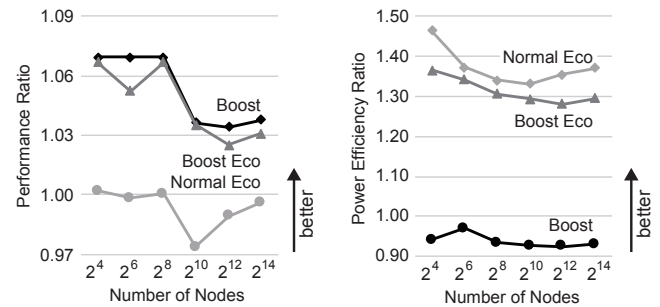 Performance Ratio
1.09
1.06
1.03
1.00
0.97
Boost
Boost Eco
Normal Eco
better
2^4 2^6 2^8 2^10 2^12 2^14
Number of Nodes
Power Efficiency Ratio
1.50
1.40
1.30
1.20
1.10
1.00
0.90
Normal Eco
Boost Eco
Boost
better
2^4 2^6 2^8 2^10 2^12 2^14
Number of Nodes